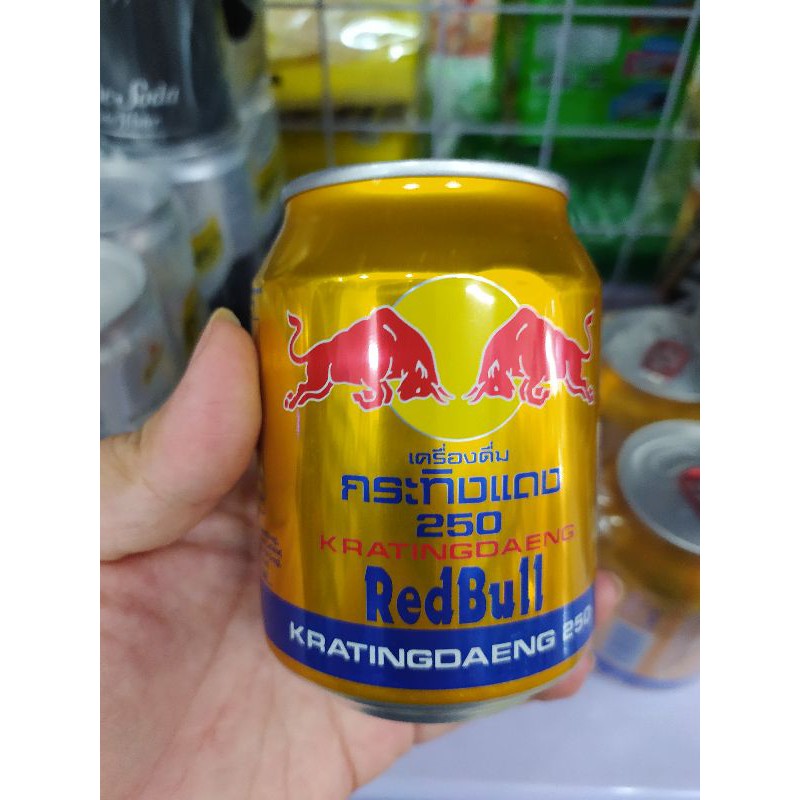 Soda
เครื่องดื่ม
กระทิงแดง
250
KRATINGDAENG
RedBull
KRATINGDAENG 250